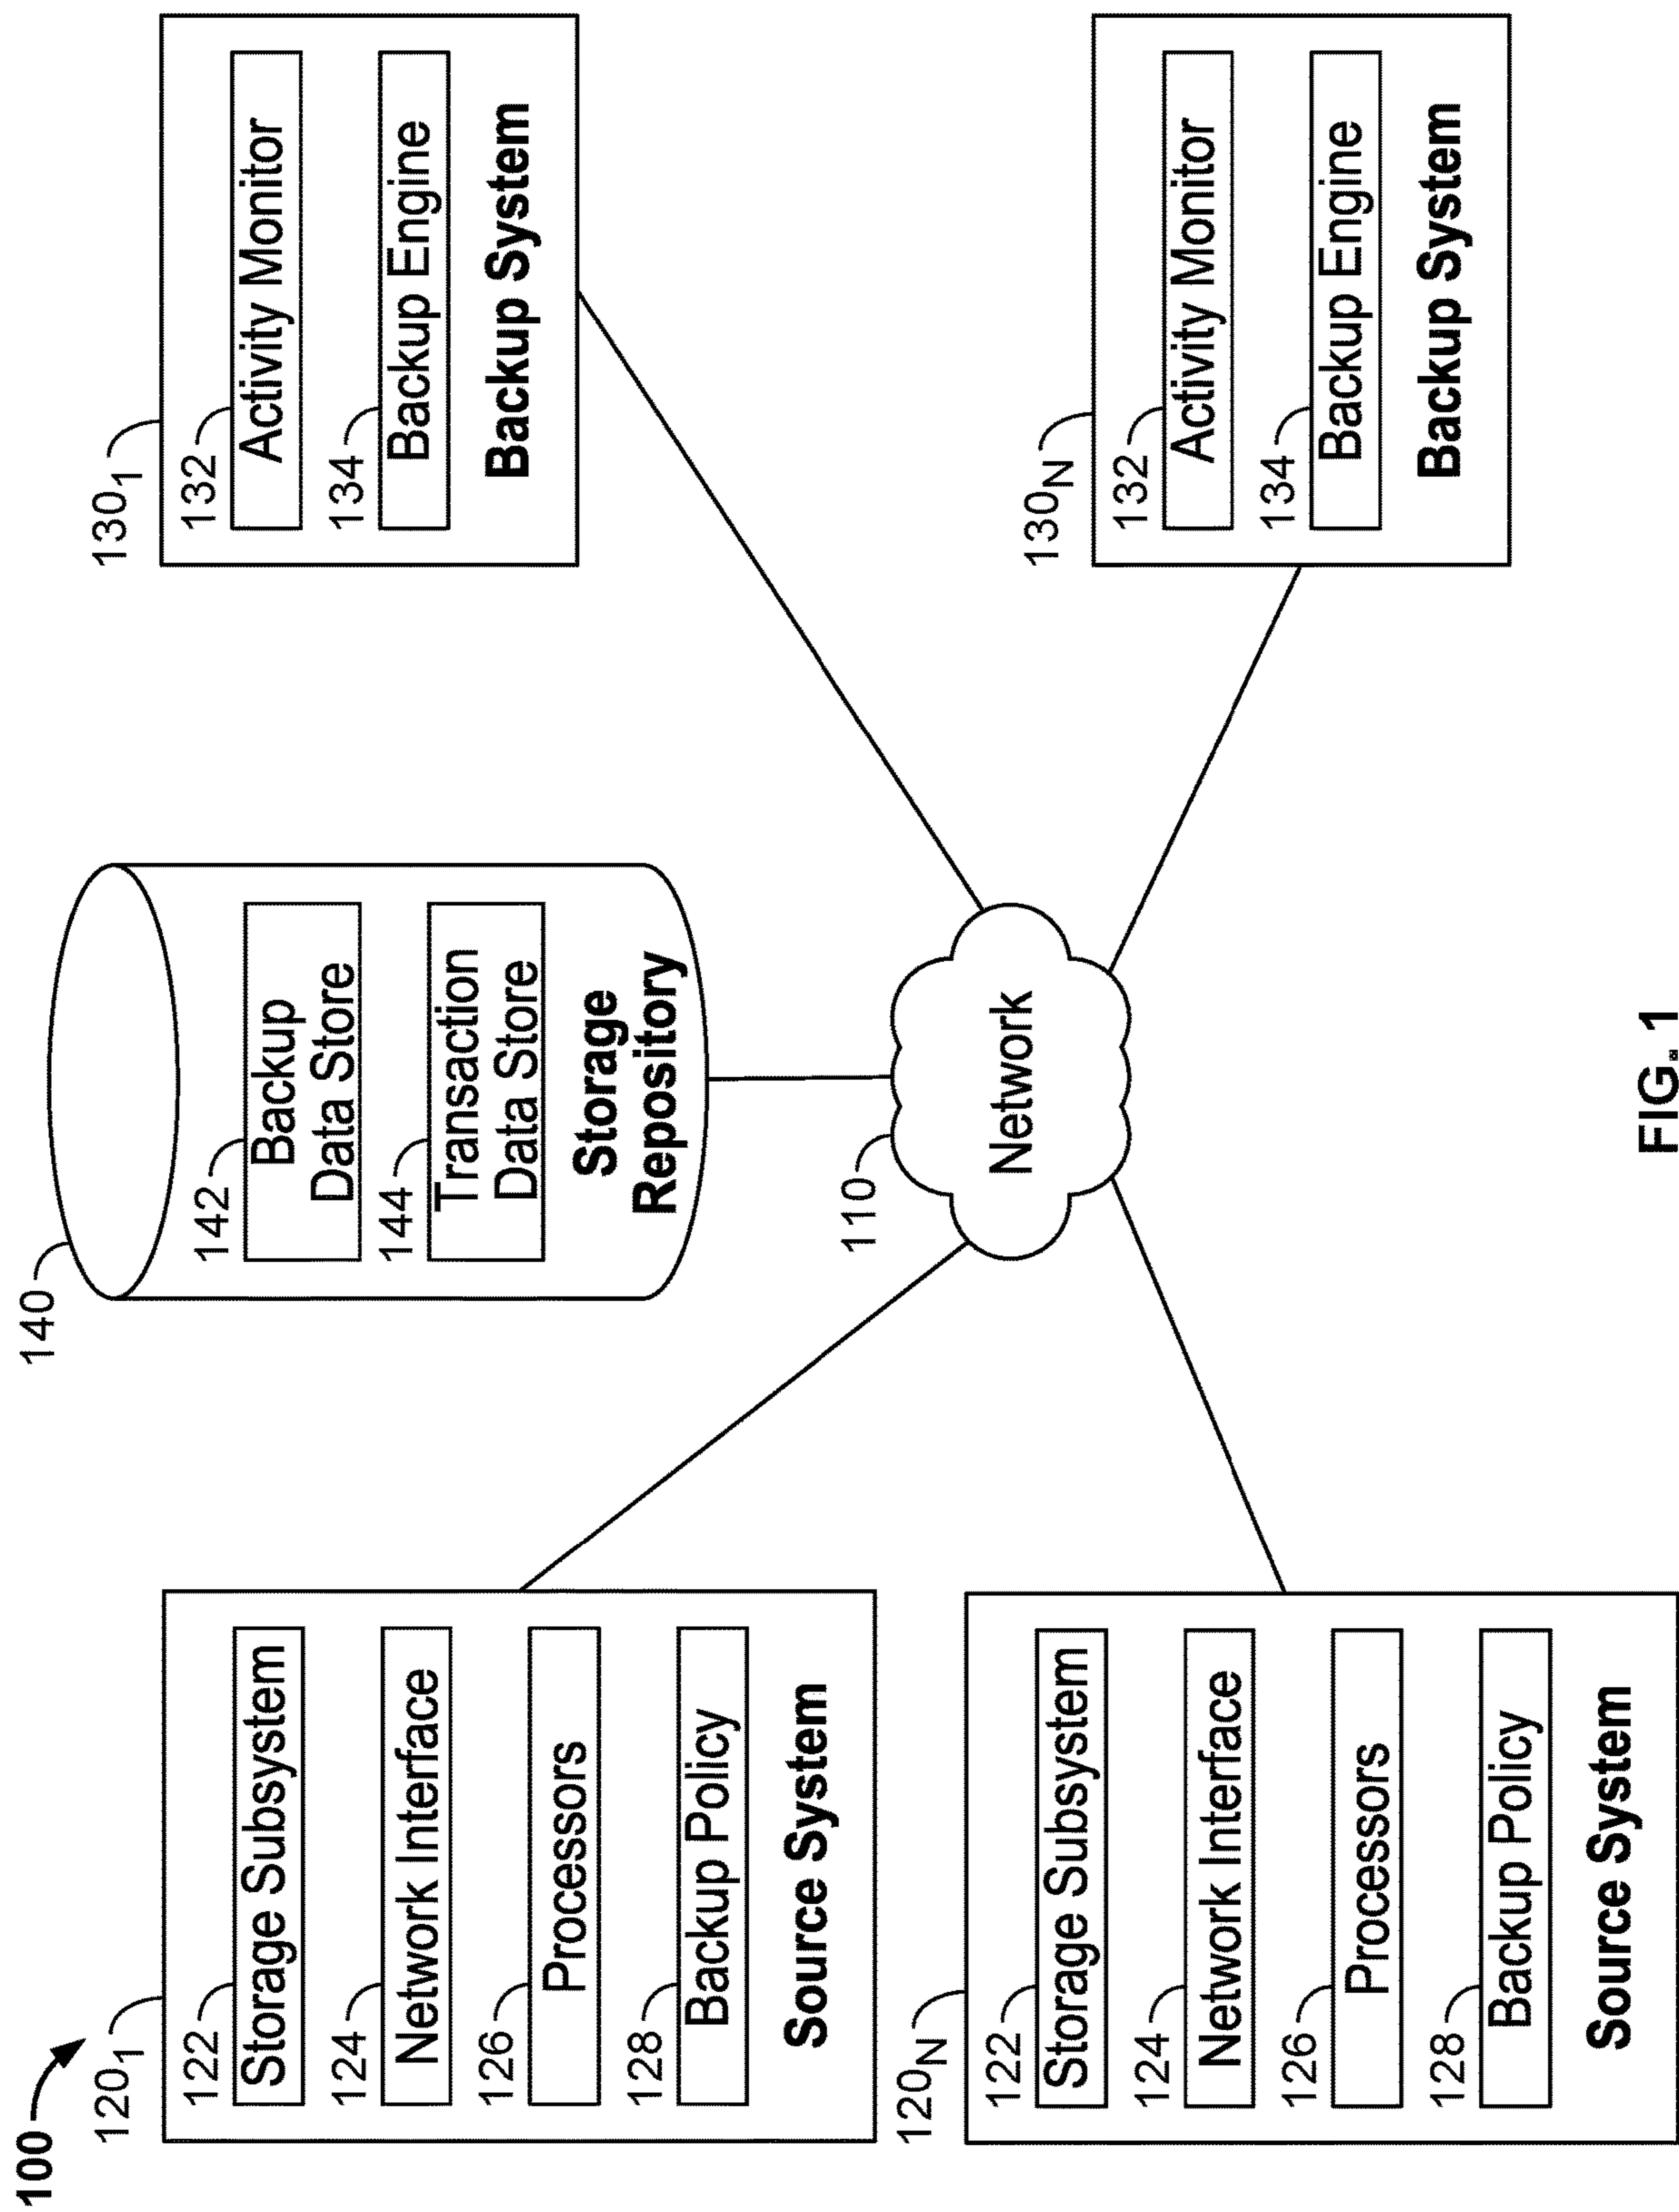 100
120₁
122
Storage Subsystem
124
Network Interface
126
Processors
128
Backup Policy
Source System
120N
122
Storage Subsystem
124
Network Interface
126
Processors
128
Backup Policy
Source System
140
142
Backup
Data Store
144
Transaction
Data Store
Storage
Repository
110
Network
130₁
132
Activity Monitor
134
Backup Engine
Backup System
130N
132
Activity Monitor
134
Backup Engine
Backup System
FIG. 1